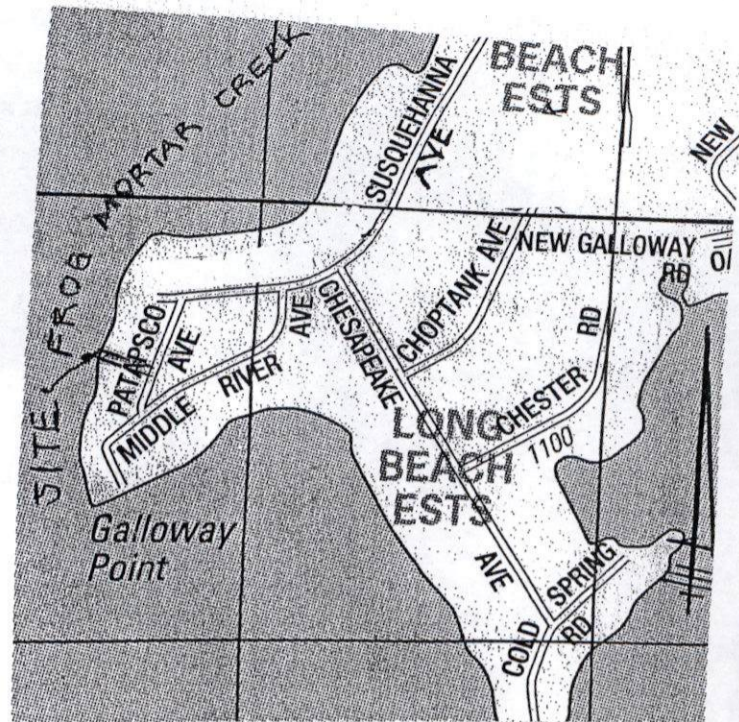 BEACH
ESTS
SUSQUEHANNA
AVE
FROG MORTAR CREEK
NEW
NEW GALLOWAY
RD
CHOPTANK AVE
CHESAPEAKE
AVE
PATAPSCO
AVE
AVE
MIDDLE RIVER
SITE
RD
CHESTER
1100
LONG
BEACH
ESTS
Galloway
Point
AVE
SPRING
COLD
RD